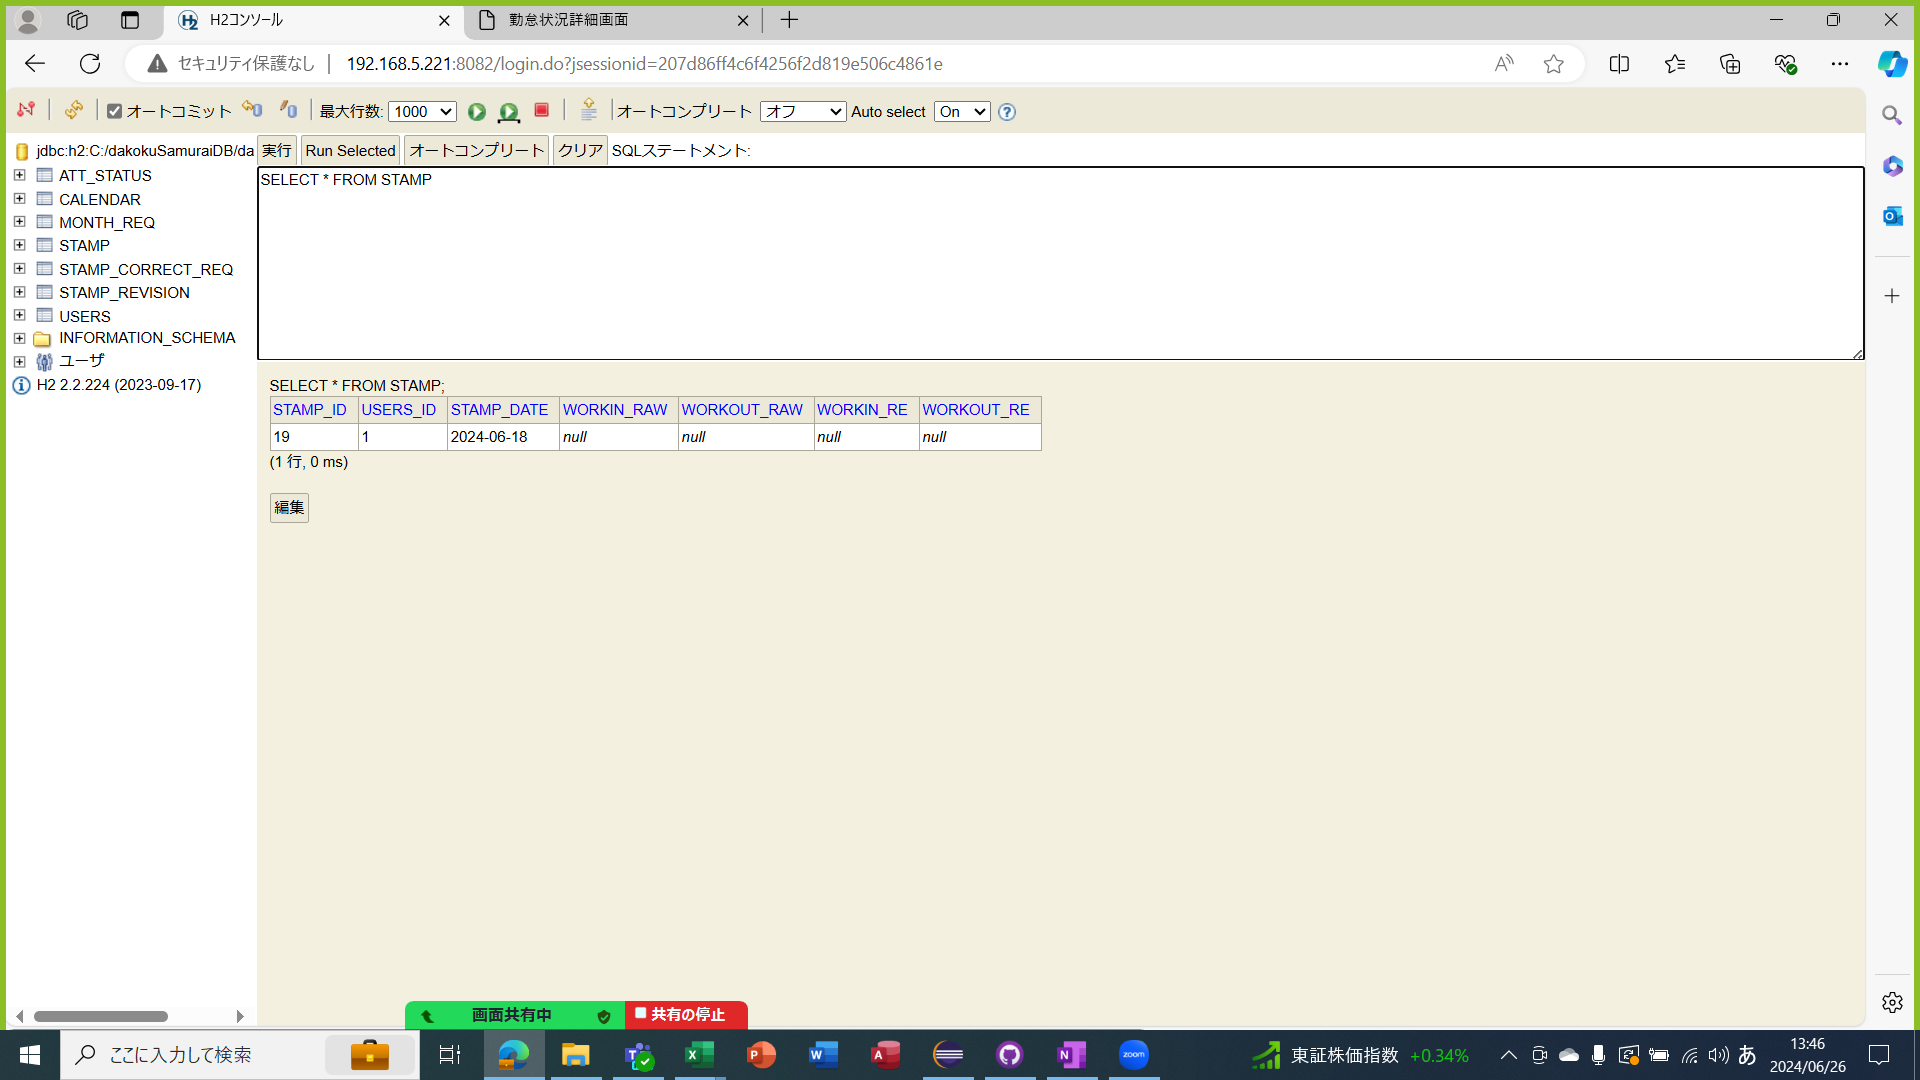 H2コンソール
勤怠状況詳細画面
セキュリティ保護なし
192.168.5.221:8082/login.do?jsessionid=207d86ff4c6f4256f2d819e506c4861e
オートコミット 最大行数: 1000 オートコンプリート オフ Auto select On
jdbc:h2:C:/dakokuSamuraiDB/da
ATT_STATUS
CALENDAR
MONTH_REQ
STAMP
STAMP_CORRECT_REQ
STAMP_REVISION
USERS
INFORMATION_SCHEMA
ユーザ
H2 2.2.224 (2023-09-17)
実行 Run Selected オートコンプリート クリア SQLステートメント:
SELECT * FROM STAMP
SELECT * FROM STAMP;
STAMP_ID USERS_ID STAMP_DATE WORKIN_RAW WORKOUT_RAW WORKIN_RE WORKOUT_RE
19 1 2024-06-18 null null null null
(1 行, 0 ms)
編集
画面共有中 共有の停止
ここに入力して検索
zoom
東証株価指数 +0.34%
あ
13:46
2024/06/26